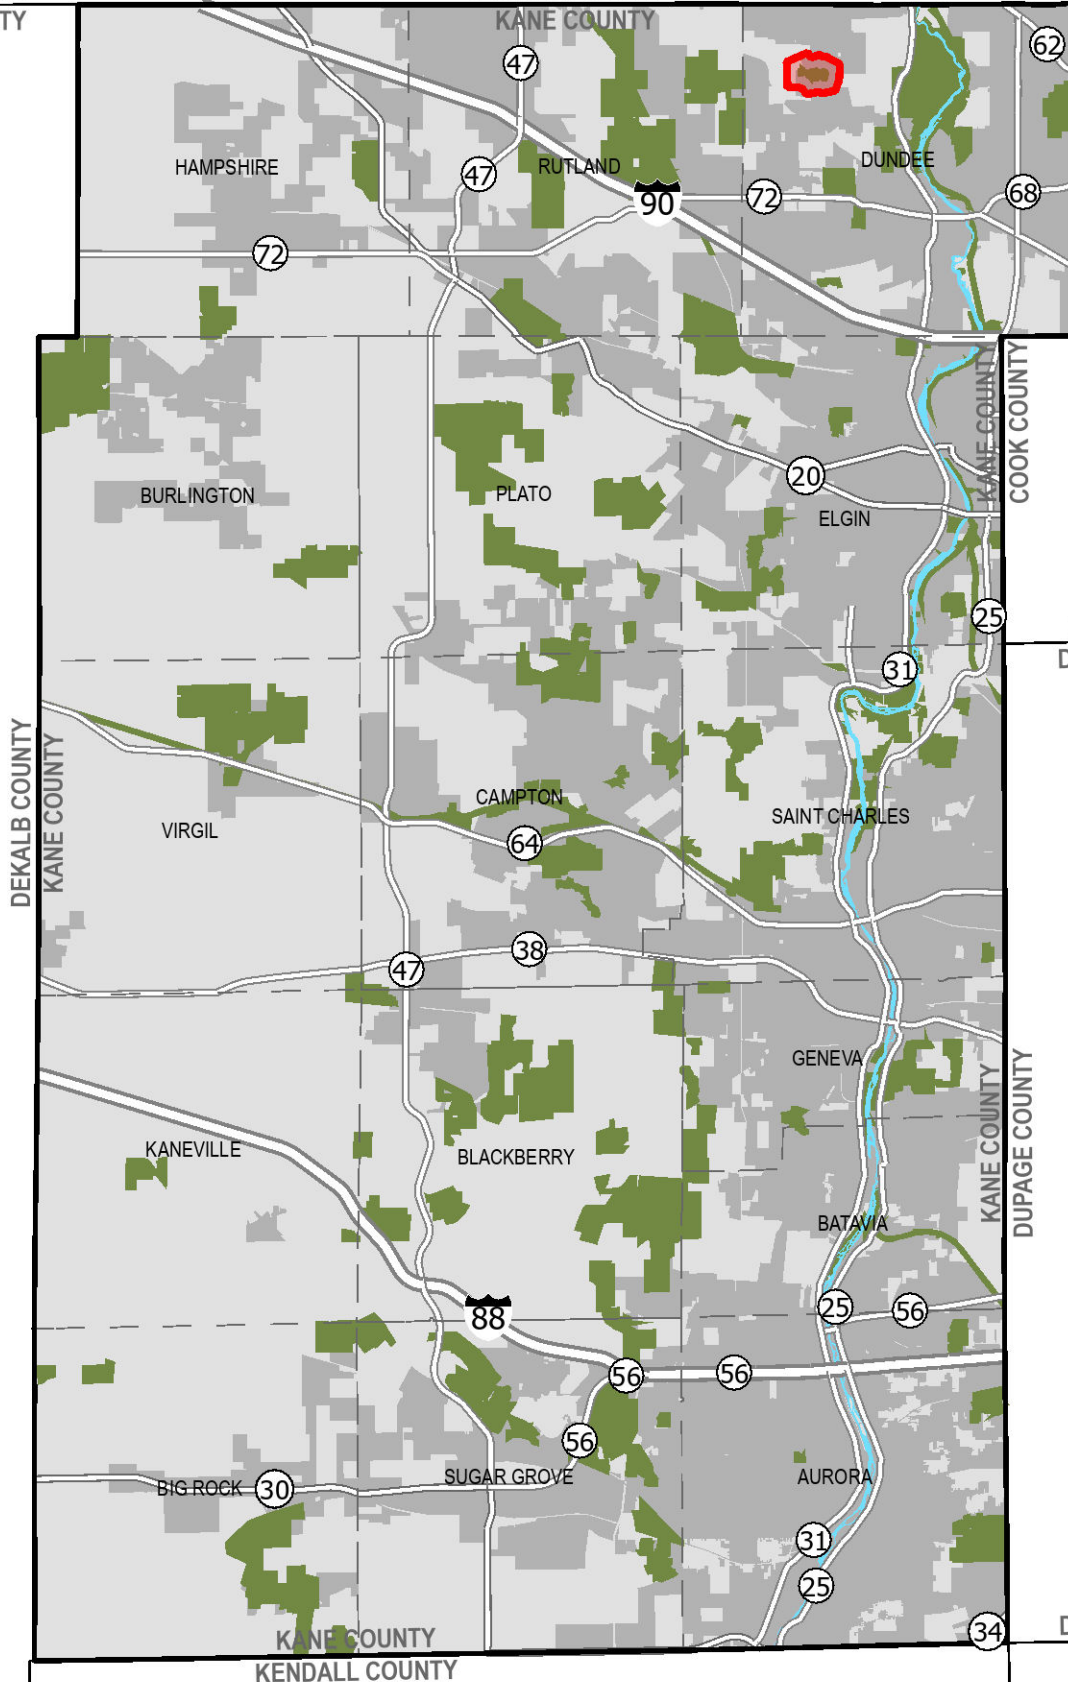 TY
KANE COUNTY
62
47
HAMPSHIRE
47
RUTLAND
DUNDEE
90
72
68
72
KANE COUNTY
COOK COUNTY
20
BURLINGTON
PLATO
ELGIN
25
31
D
DEKALB COUNTY
KANE COUNTY
CAMPTON
VIRGIL
64
SAINT CHARLES
38
47
GENEVA
KANE COUNTY
DUPAGE COUNTY
KANEVILLE
BLACKBERRY
BATAVIA
88
25
56
56
56
56
BIG ROCK
30
SUGAR GROVE
AURORA
31
25
34
D
KANE COUNTY
KENDALL COUNTY